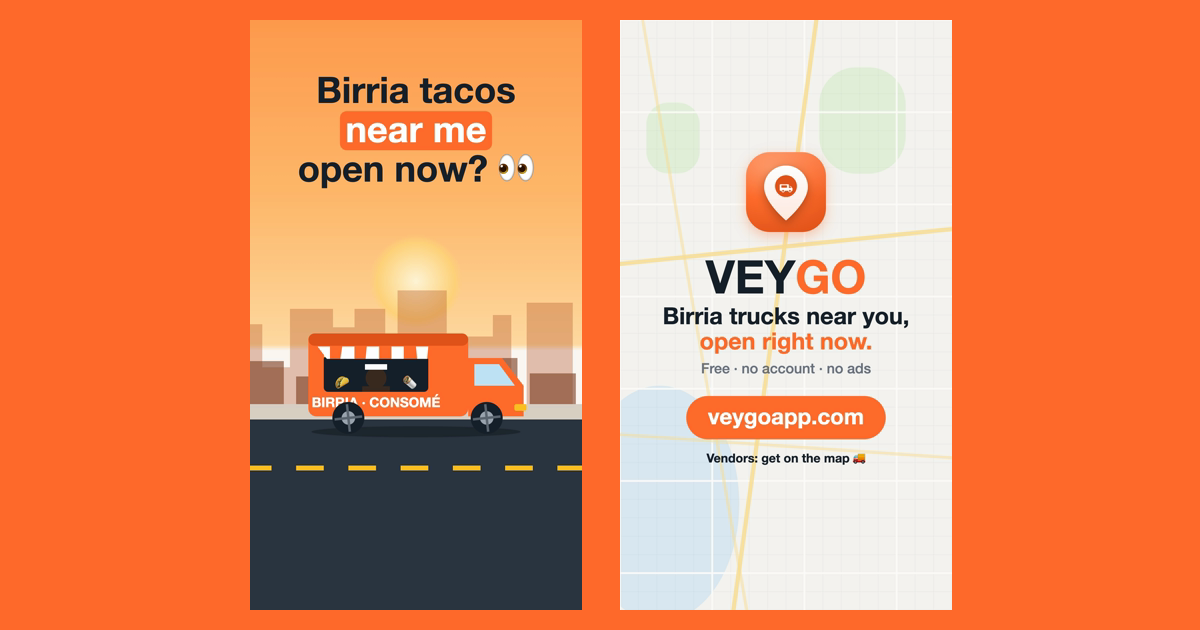 Birria tacos
near me
open now? 👀
BIRRIA · CONSOMÉ
VEYGO
Birria trucks near you,
open right now.
Free · no account · no ads
veygoapp.com
Vendors: get on the map 🚚